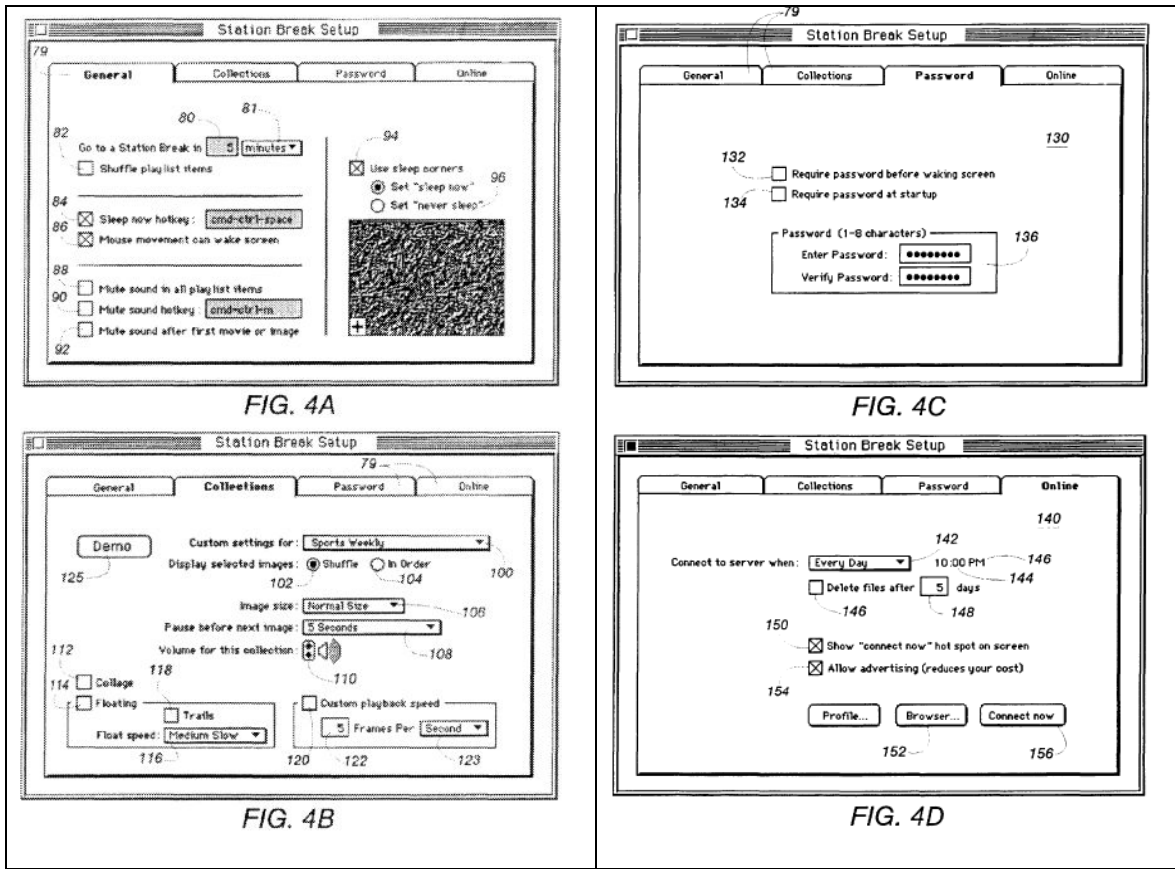 Station Break Setup
79
General Collections Password Online
80 81
82
Go to a Station Break in 5 minutes
Shuffle playlist items
84
Sleep now hotkey: cmd-ctrl-space
86
Mouse movement can wake screen
88
Mute sound in all playlist items
90
Mute sound hotkey: cmd-ctrl-m
Mute sound after first movie or image
92
94
Use sleep corners
96
Set "sleep now"
Set "never sleep"
FIG. 4A
Station Break Setup
79
General Collections Password Online
Demo
125
Custom settings for: Sports Weekly
100
Display selected images: Shuffle In Order
102 104
Image size: Normal Size
106
Pause before next image: 5 Seconds
108
Volume for this collection:
110
112
Collage
114
Floating
118
Trails
Float speed: Medium Slow
116
Custom playback speed
5 Frames Per Second
120 122 123
FIG. 4B
79
Station Break Setup
General Collections Password Online
130
132
Require password before waking screen
Require password at startup
134
Password (1-8 characters)
136
Enter Password: ••••••••
Verify Password: ••••••••
FIG. 4C
Station Break Setup
General Collections Password Online
140
142
Connect to server when: Every Day 10:00 PM
146
144
Delete files after 5 days
146 148
150
Show "connect now" hot spot on screen
Allow advertising (reduces your cost)
154
Profile... Browser... Connect now
152 156
FIG. 4D